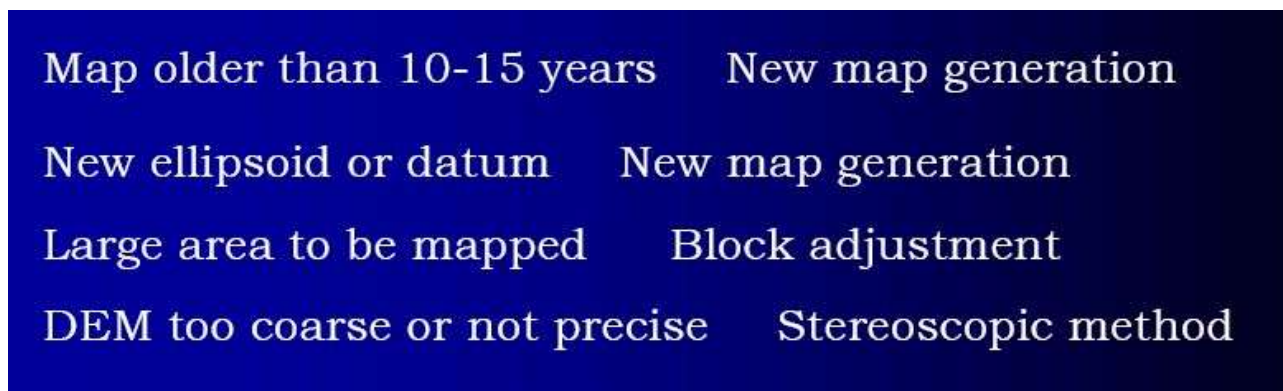 Map older than 10-15 years New map generation
New ellipsoid or datum New map generation
Large area to be mapped Block adjustment
DEM too coarse or not precise Stereoscopic method